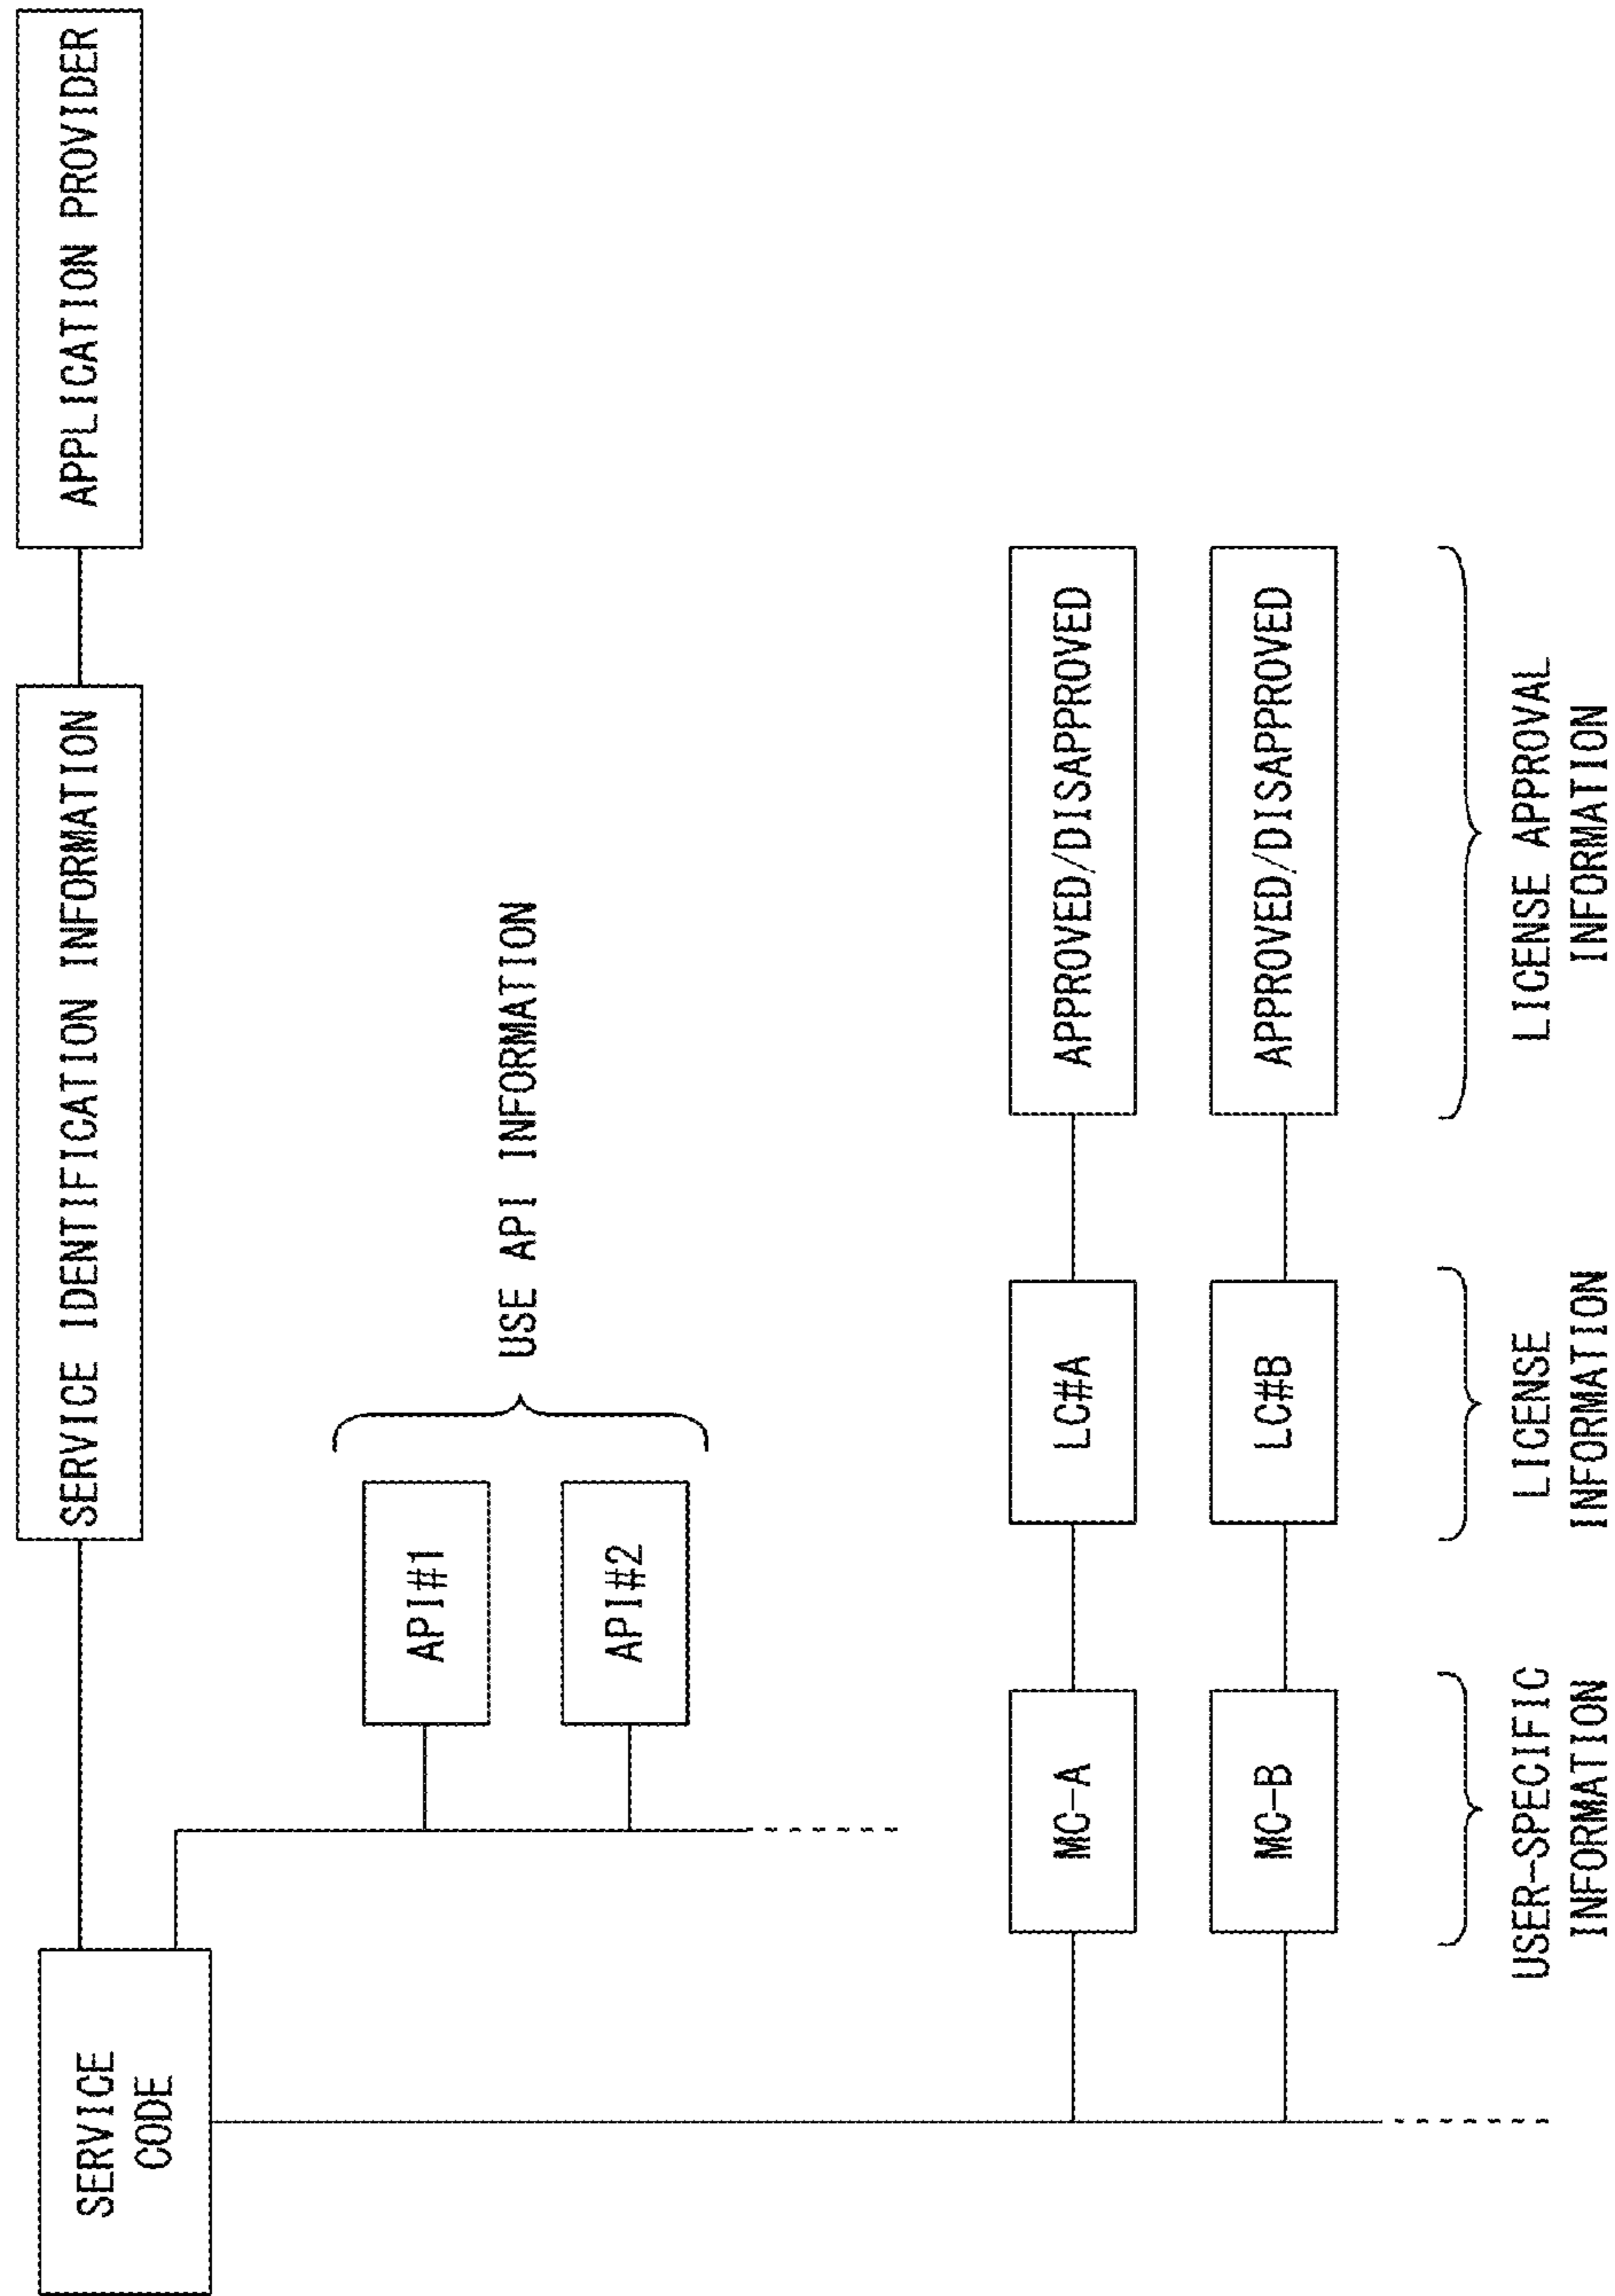 SERVICE
CODE
SERVICE IDENTIFICATION INFORMATION
APPLICATION PROVIDER
API#1
API#2
USE API INFORMATION
MC-A
LC#A
APPROVED/DISAPPROVED
MC-B
LC#B
APPROVED/DISAPPROVED
USER-SPECIFIC
INFORMATION
LICENSE
INFORMATION
LICENSE APPROVAL
INFORMATION